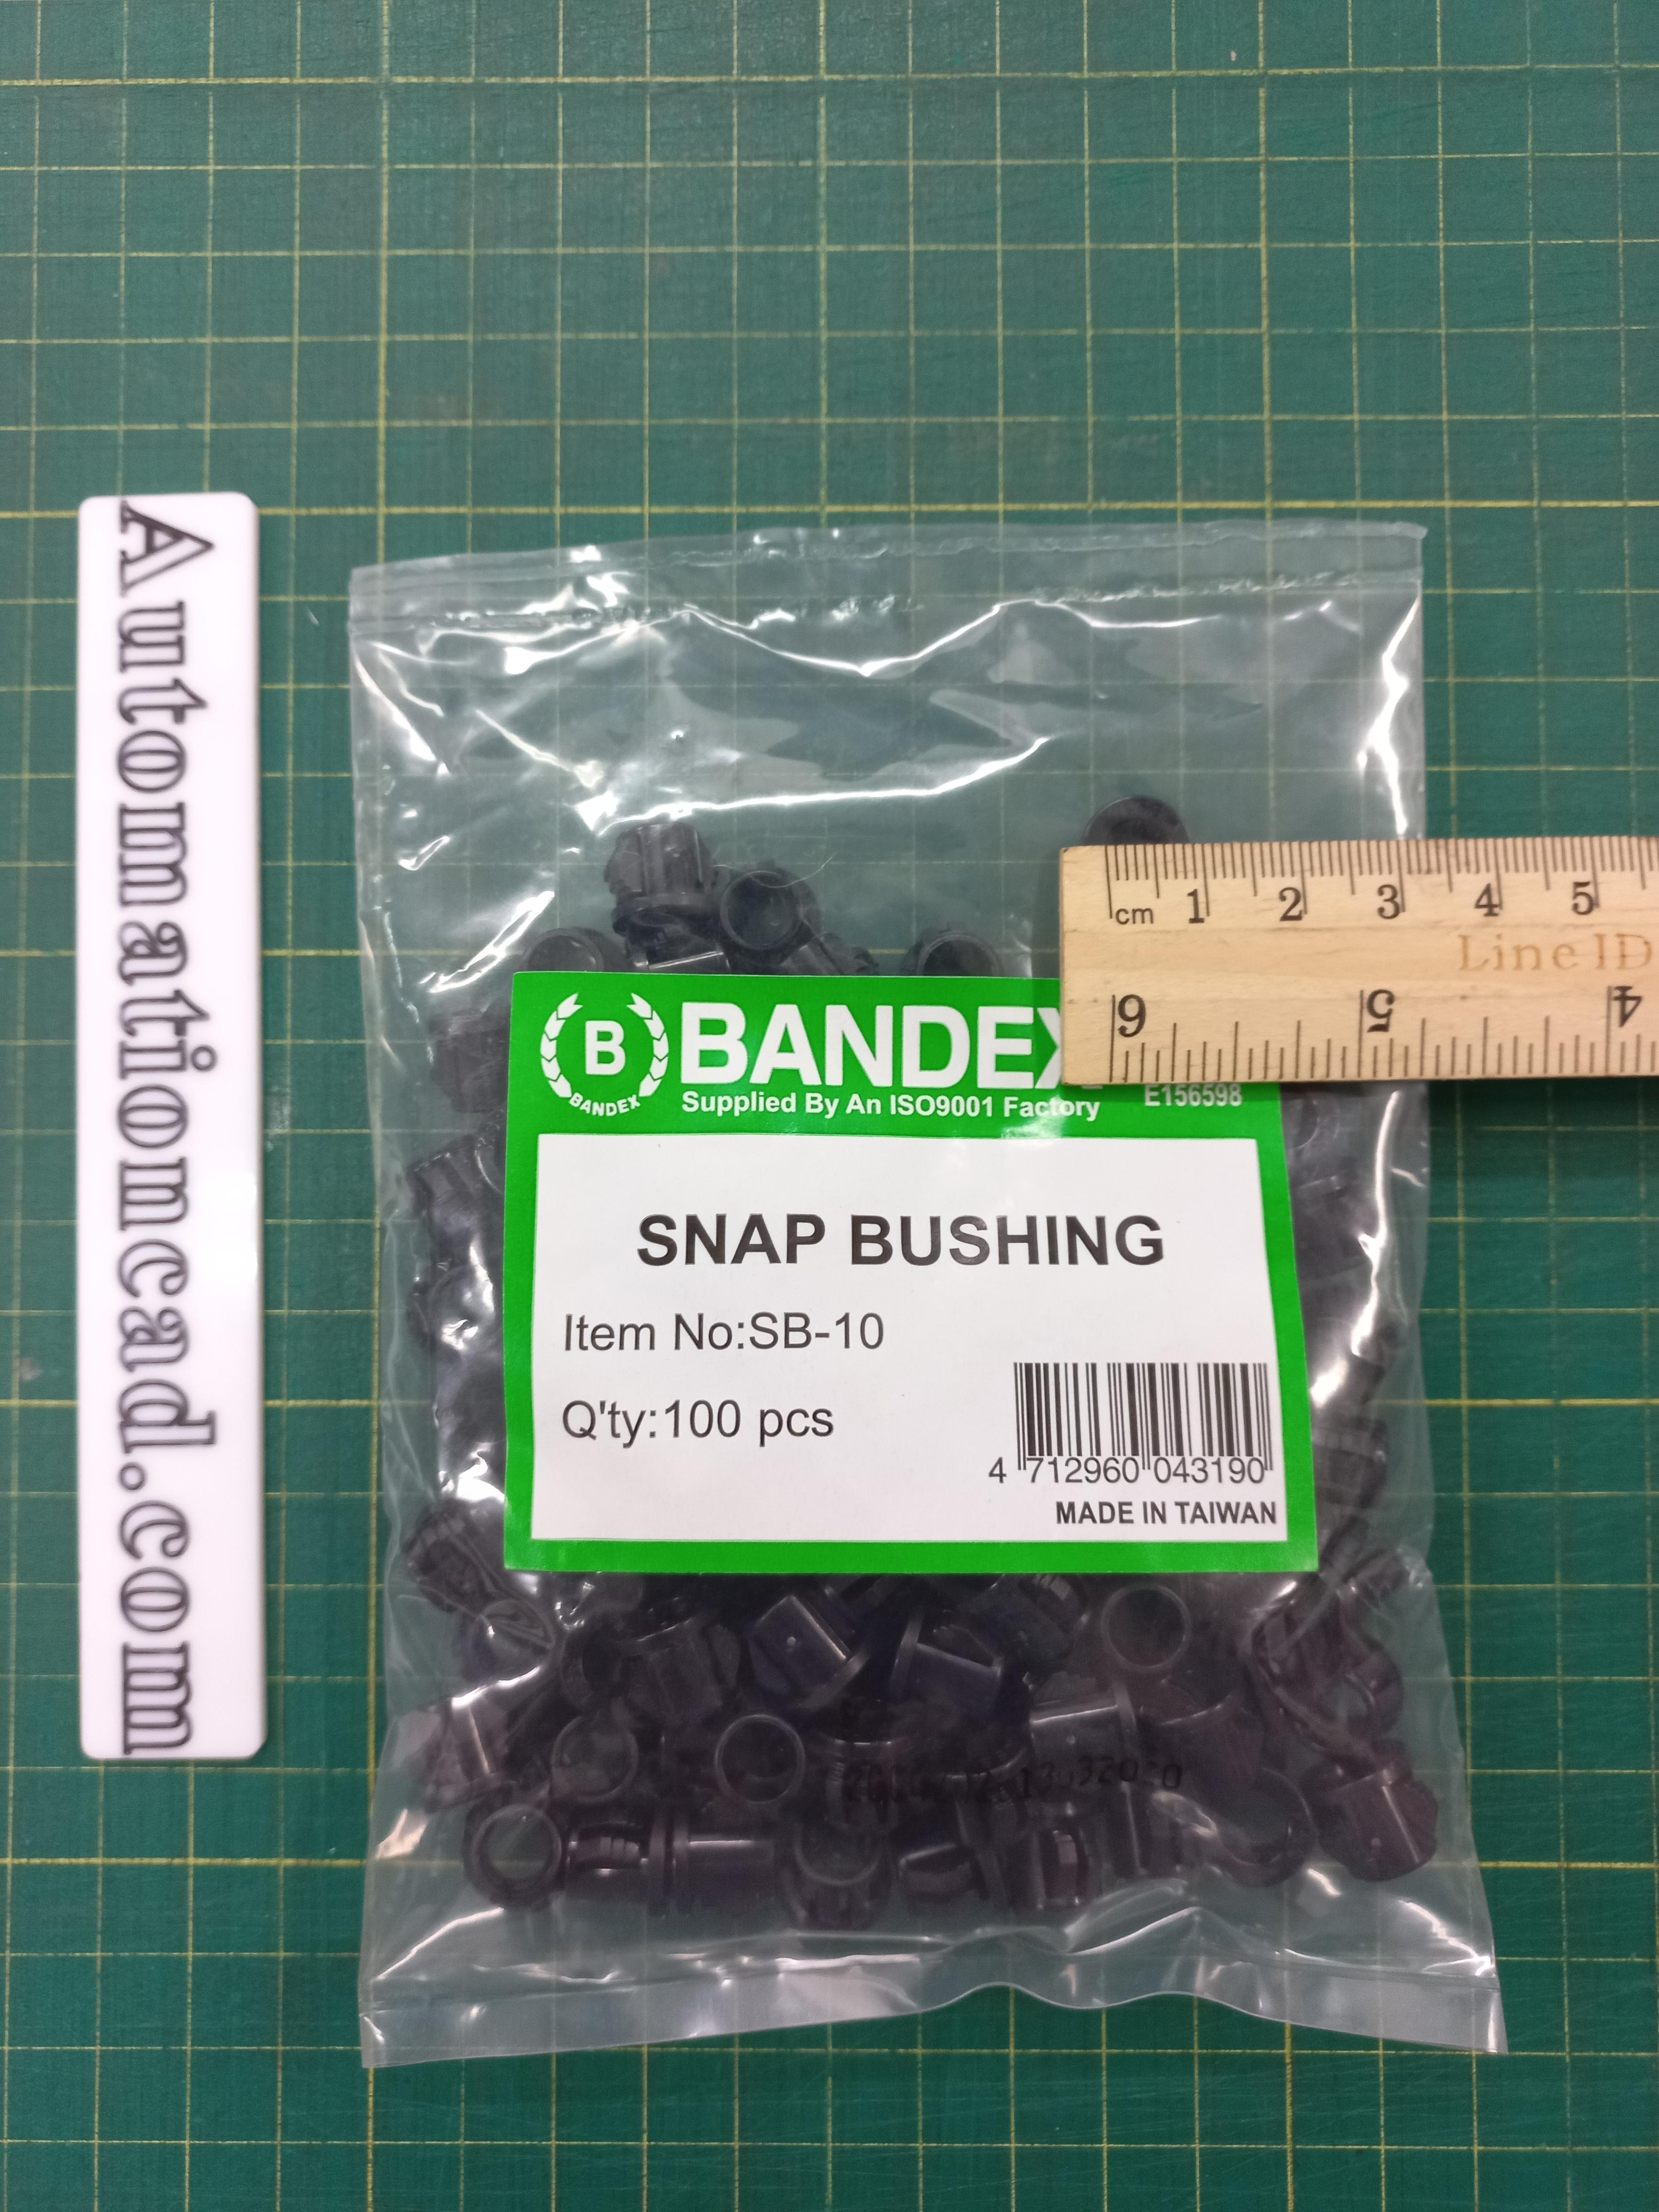 Automationcad.com
cm 1 2 3 4 5
Line ID
6 5 4
B
BANDEX
BANDEX
Supplied By An ISO9001 Factory
E156598
SNAP BUSHING
Item No:SB-10
Q'ty:100 pcs
4 712960 043190
MADE IN TAIWAN